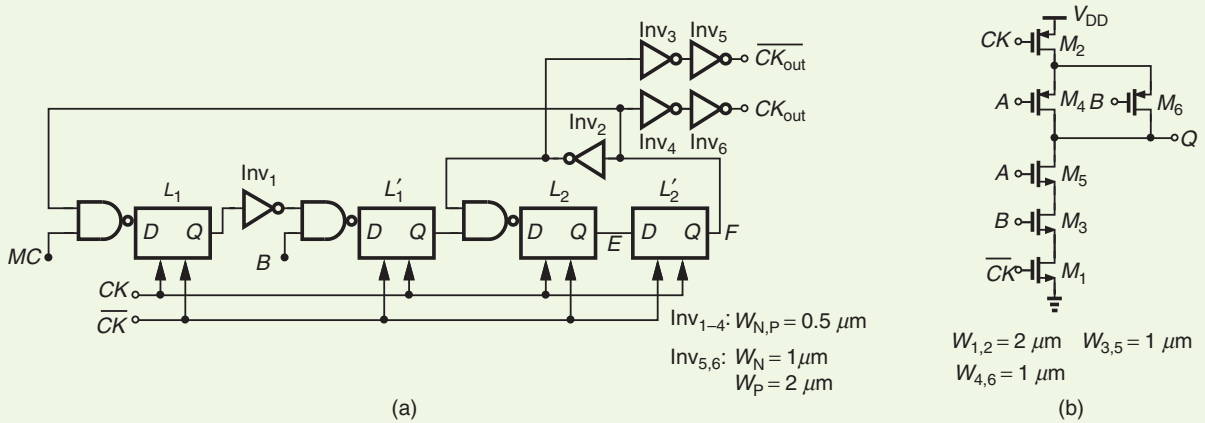 Inv3 Inv5
CKout
Inv4 Inv6
CKout
Inv2
L1 Inv1 L1′ L2 L2′
D Q D Q D Q E D Q F
MC B
CK
CK
Inv1–4: WN,P = 0.5 μm
Inv5,6: WN = 1μm
WP = 2 μm
(a)
VDD
CK M2
A M4 B M6
Q
A M5
B M3
CK M1
W1,2 = 2 μm W3,5 = 1 μm
W4,6 = 1 μm
(b)